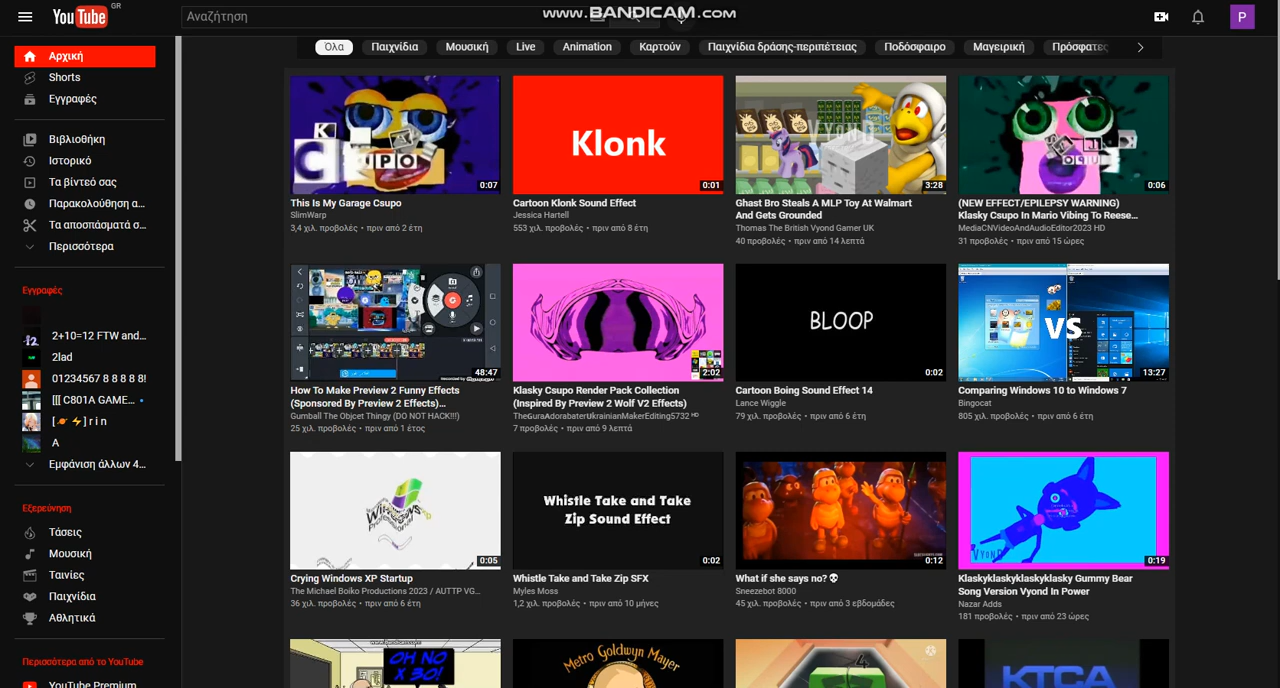 YouTube GR
Αναζήτηση
www.BANDICAM.com
P
Αρχική
Shorts
Εγγραφές
Βιβλιοθήκη
Ιστορικό
Τα βίντεό σας
Παρακολούθηση α...
Τα αποσπάσματά σ...
Περισσότερα
Εγγραφές
2+10=12 FTW and...
2lad
01234567 8 8 8 8 8!
[[[ C801A GAME...
[ 🪐 ⚡ ] r i n
A
Εμφάνιση άλλων 4...
Εξερεύνηση
Τάσεις
Μουσική
Ταινίες
Παιχνίδια
Αθλητικά
Περισσότερα από το YouTube
YouTube Premium
Όλα
Παιχνίδια
Μουσική
Live
Animation
Καρτούν
Παιχνίδια δράσης-περιπέτειας
Ποδόσφαιρο
Μαγειρική
Πρόσφατες
0:07
This Is My Garage Csupo
SlimWarp
3,4 χιλ. προβολές • πριν από 2 έτη
Klonk
0:01
Cartoon Klonk Sound Effect
Jessica Hartell
553 χιλ. προβολές • πριν από 8 έτη
VYOND
3:28
Ghast Bro Steals A MLP Toy At Walmart
And Gets Grounded
Thomas The British Vyond Gamer UK
40 προβολές • πριν από 14 λεπτά
0:06
(NEW EFFECT/EPILEPSY WARNING)
Klasky Csupo In Mario Vibing To Reese...
MediaCNVideoAndAudioEditor2023 HD
31 προβολές • πριν από 15 ώρες
48:47
How To Make Preview 2 Funny Effects
(Sponsored By Preview 2 Effects)...
Gumball The Objcet Thingy (DO NOT HACK!!!)
25 χιλ. προβολές • πριν από 1 έτος
2:02
Klasky Csupo Render Pack Collection
(Inspired By Preview 2 Wolf V2 Effects)
TheGuraAdorabaterUkrainianMakerEditing5732 ᴴᴰ
7 προβολές • πριν από 9 λεπτά
BLOOP
0:02
Cartoon Boing Sound Effect 14
Lance Wiggle
79 χιλ. προβολές • πριν από 6 έτη
VS
13:27
Comparing Windows 10 to Windows 7
Bingocat
805 χιλ. προβολές • πριν από 6 έτη
0:05
Crying Windows XP Startup
The Michael Boiko Productions 2023 / AUTTP VG...
36 χιλ. προβολές • πριν από 6 έτη
Whistle Take and Take
Zip Sound Effect
0:02
Whistle Take and Take Zip SFX
Myles Moss
1,2 χιλ. προβολές • πριν από 10 μήνες
0:12
What if she says no? 💀
Sneezebot 8000
45 χιλ. προβολές • πριν από 3 εβδομάδες
VYOND
0:19
Klaskyklaskyklaskyklasky Gummy Bear
Song Version Vyond In Power
Nazar Adds
181 προβολές • πριν από 23 ώρες
OH NO
X 30!
Metro Goldwyn Mayer
4
KTCA